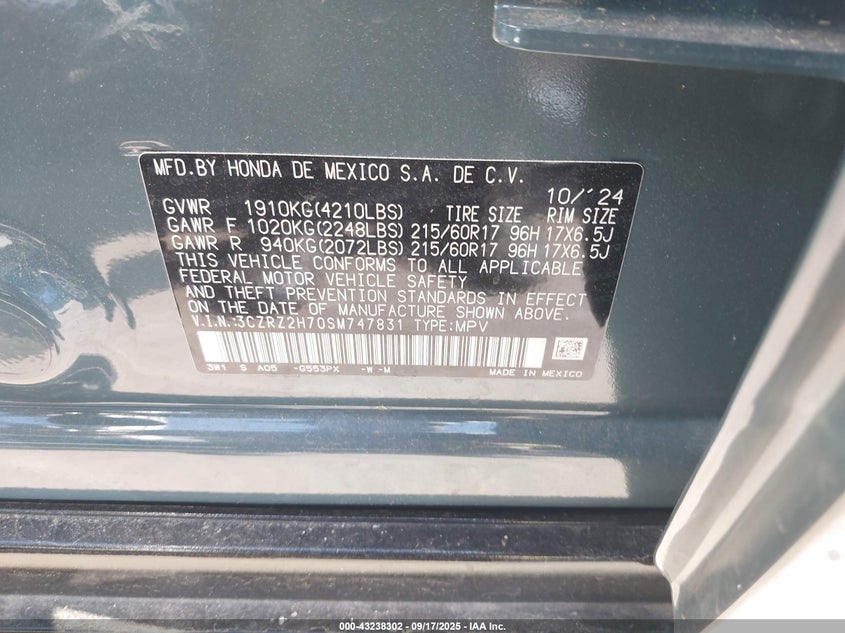 MFD.BY HONDA DE MEXICO S.A. DE C.V.
10/'24
GVWR 1910KG(4210LBS) TIRE SIZE RIM SIZE
GAWR F 1020KG(2248LBS) 215/60R17 96H 17X6.5J
GAWR R 940KG(2072LBS) 215/60R17 96H 17X6.5J
THIS VEHICLE CONFORMS TO ALL APPLICABLE
FEDERAL MOTOR VEHICLE SAFETY
AND THEFT PREVENTION STANDARDS IN EFFECT
ON THE DATE OF MANUFACTURE SHOWN ABOVE.
V.I.N.:3CZRZ2H70SM747831 TYPE:MPV
3W1 S A05 -G553PX -W -M MADE IN MEXICO
000-43238302 / 09/17/2025 / IAA Inc.